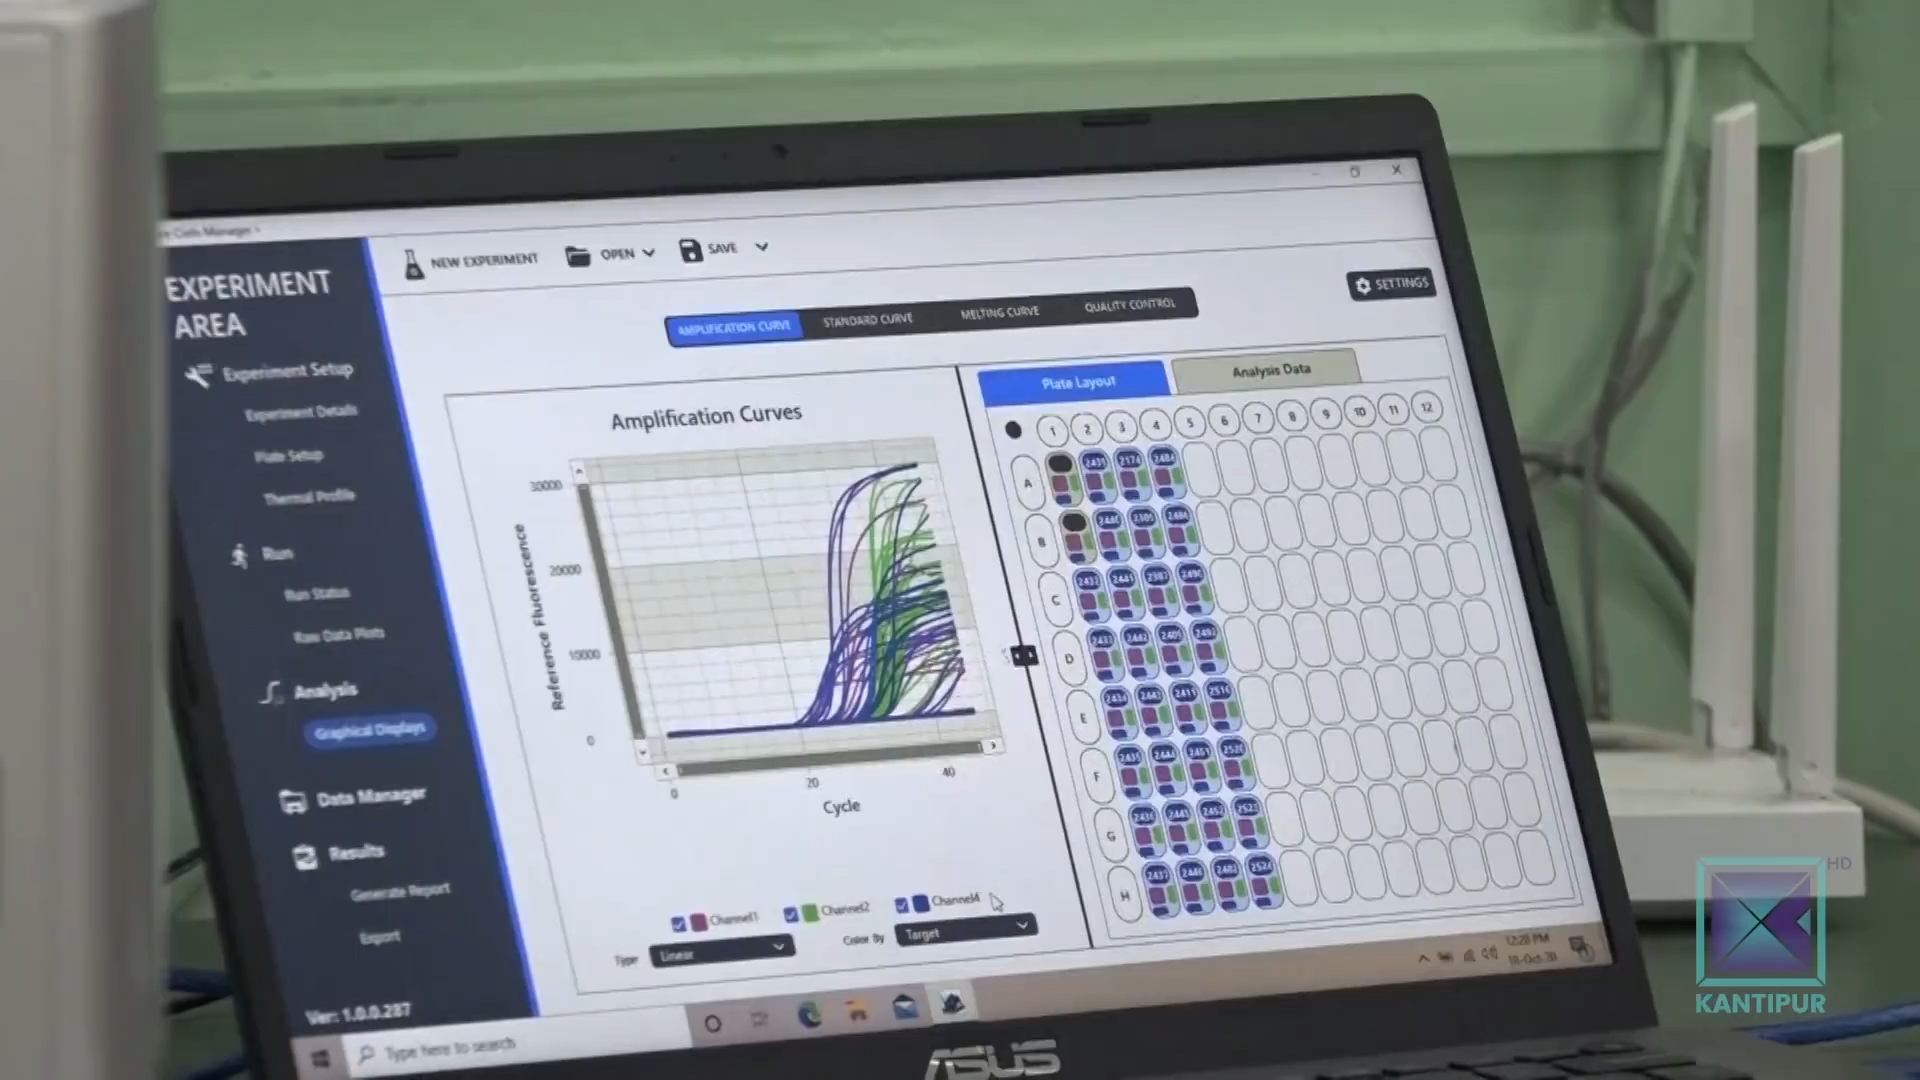 NEW EXPERIMENT
OPEN
SAVE
SETTINGS
EXPERIMENT
AREA
Experiment Setup
Experiment Details
Plate Setup
Thermal Profile
Run
Run Status
Raw Data Plots
Analysis
Graphical Displays
Data Manager
Results
Generate Report
Export
Ver: 1.0.0.287
AMPLIFICATION CURVE STANDARD CURVE MELTING CURVE QUALITY CONTROL
Amplification Curves
Reference Fluorescence
30000
20000
10000
0
0 20 40
Cycle
Channel1 Channel2 Channel4
Type Linear Color By Target
Plate Layout Analysis Data
1 2 3 4 5 6 7 8 9 10 11 12
A
B
C
D
E
F
G
H
12:28 PM
Type here to search
ASUS
HD
KANTIPUR